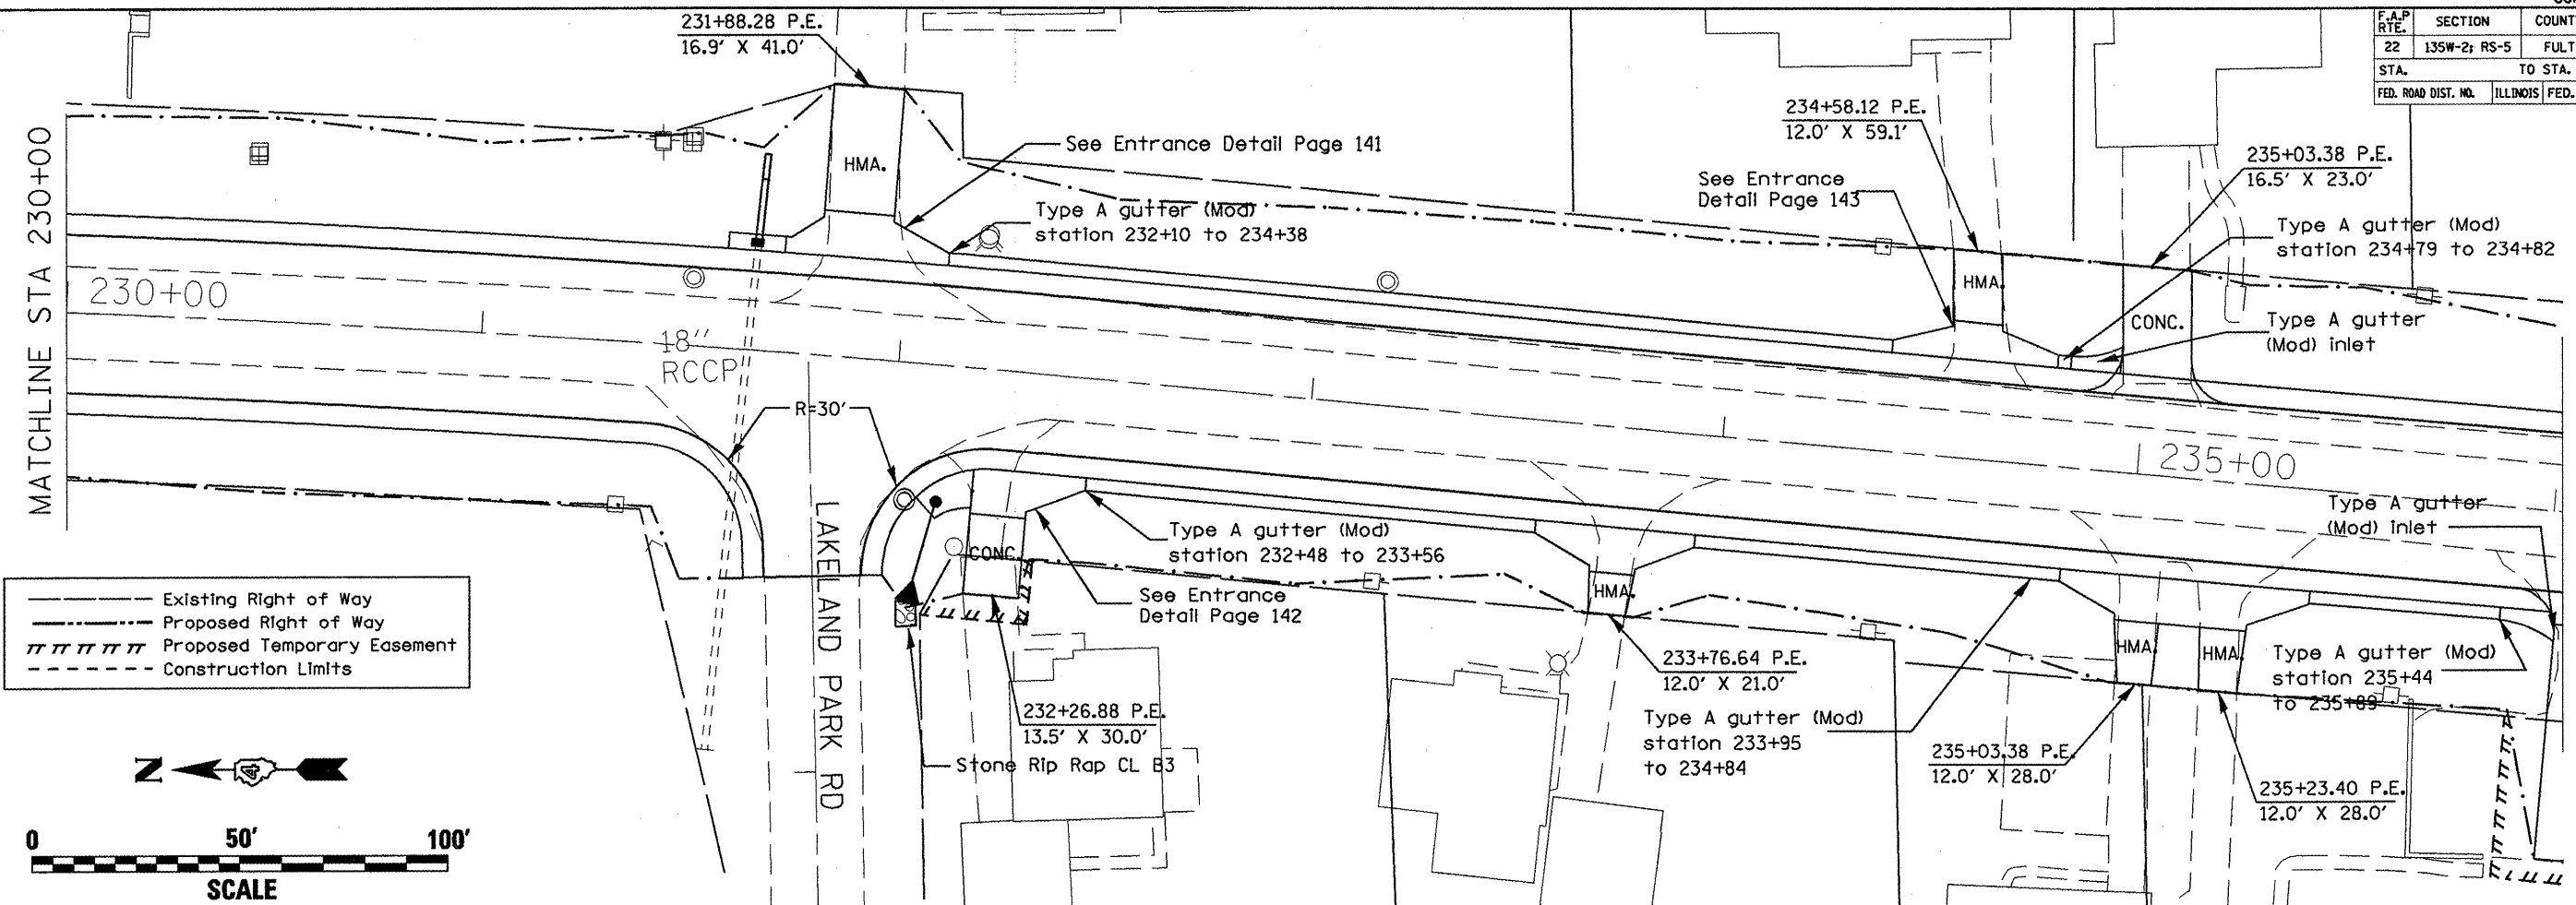 F.A.P RTE. SECTION COUNT
22 135W-2; RS-5 FULT
STA. TO STA.
FED. ROAD DIST. NO. ILLINOIS FED.
231+88.28 P.E.
16.9' X 41.0'
HMA.
See Entrance Detail Page 141
Type A gutter (Mod)
station 232+10 to 234+38
234+58.12 P.E.
12.0' X 59.1'
See Entrance
Detail Page 143
HMA.
235+03.38 P.E.
16.5' X 23.0'
Type A gutter (Mod)
station 234+79 to 234+82
CONC.
Type A gutter
(Mod) inlet
MATCHLINE STA 230+00
230+00
18"
RCCP
R=30'
235+00
LAKELAND PARK RD
CONC.
Type A gutter (Mod)
station 232+48 to 233+56
See Entrance
Detail Page 142
232+26.88 P.E.
13.5' X 30.0'
Stone Rip Rap CL B3
HMA.
233+76.64 P.E.
12.0' X 21.0'
Type A gutter (Mod)
station 233+95
to 234+84
HMA.
HMA.
235+03.38 P.E.
12.0' X 28.0'
235+23.40 P.E.
12.0' X 28.0'
Type A gutter
(Mod) inlet
Type A gutter (Mod)
station 235+44
to 235+89
Existing Right of Way
Proposed Right of Way
Proposed Temporary Easement
Construction Limits
N
0 50' 100'
SCALE